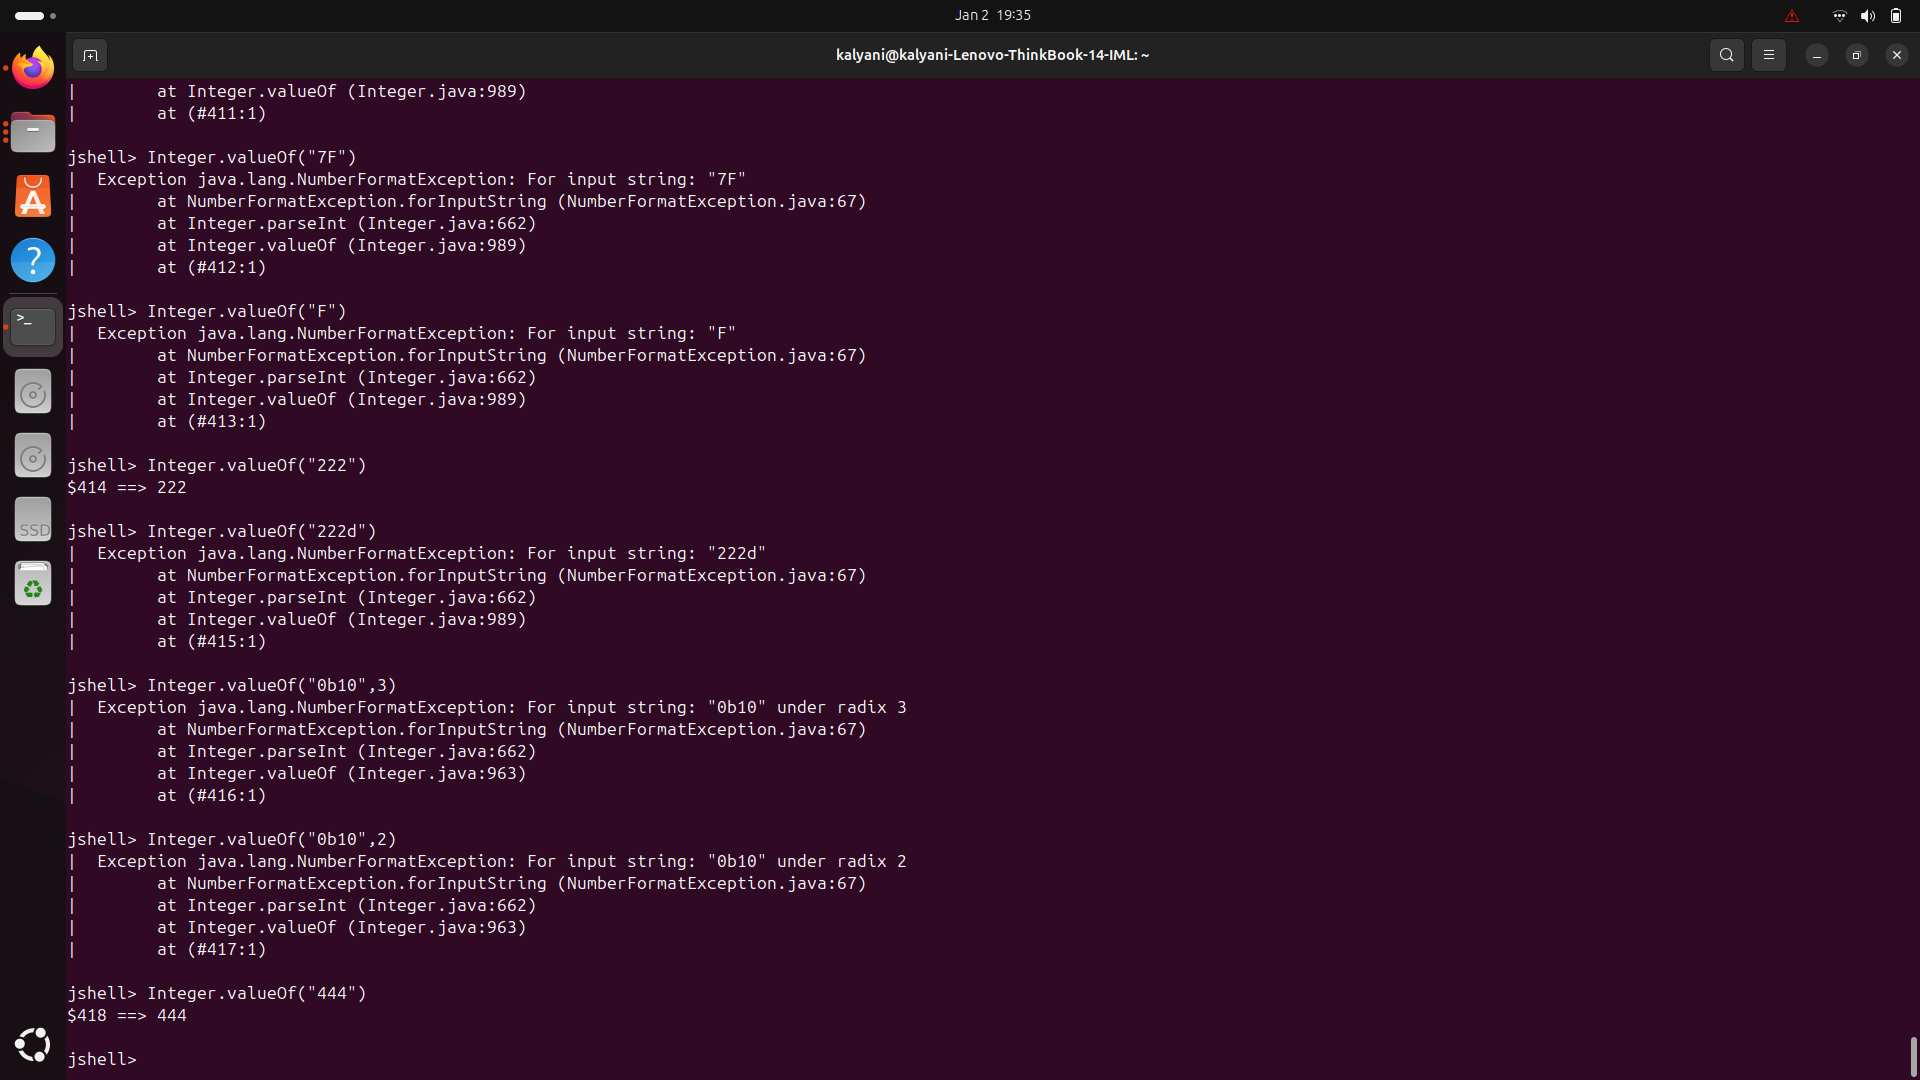 Jan 2 19:35
kalyani@kalyani-Lenovo-ThinkBook-14-IML: ~
|        at Integer.valueOf (Integer.java:989)
|        at (#411:1)
jshell> Integer.valueOf("7F")
|  Exception java.lang.NumberFormatException: For input string: "7F"
|        at NumberFormatException.forInputString (NumberFormatException.java:67)
|        at Integer.parseInt (Integer.java:662)
|        at Integer.valueOf (Integer.java:989)
|        at (#412:1)
jshell> Integer.valueOf("F")
|  Exception java.lang.NumberFormatException: For input string: "F"
|        at NumberFormatException.forInputString (NumberFormatException.java:67)
|        at Integer.parseInt (Integer.java:662)
|        at Integer.valueOf (Integer.java:989)
|        at (#413:1)
jshell> Integer.valueOf("222")
$414 ==> 222
jshell> Integer.valueOf("222d")
|  Exception java.lang.NumberFormatException: For input string: "222d"
|        at NumberFormatException.forInputString (NumberFormatException.java:67)
|        at Integer.parseInt (Integer.java:662)
|        at Integer.valueOf (Integer.java:989)
|        at (#415:1)
jshell> Integer.valueOf("0b10",3)
|  Exception java.lang.NumberFormatException: For input string: "0b10" under radix 3
|        at NumberFormatException.forInputString (NumberFormatException.java:67)
|        at Integer.parseInt (Integer.java:662)
|        at Integer.valueOf (Integer.java:963)
|        at (#416:1)
jshell> Integer.valueOf("0b10",2)
|  Exception java.lang.NumberFormatException: For input string: "0b10" under radix 2
|        at NumberFormatException.forInputString (NumberFormatException.java:67)
|        at Integer.parseInt (Integer.java:662)
|        at Integer.valueOf (Integer.java:963)
|        at (#417:1)
jshell> Integer.valueOf("444")
$418 ==> 444
jshell>
SSD